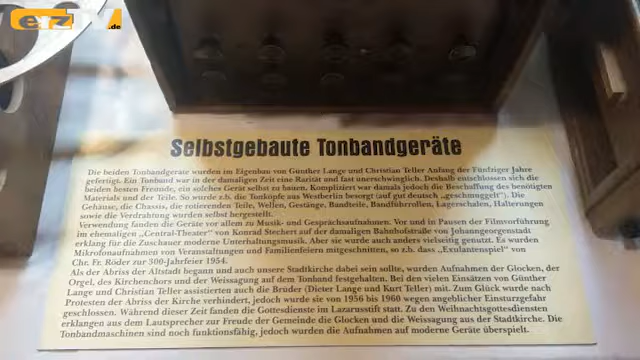 erzTV.de
Selbstgebaute Tonbandgeräte
Die beiden Tonbandgeräte wurden im Eigenbau von Günther Lange und Christian Teller Anfang der Fünfziger Jahre
gefertigt. Ein Tonband war in der damaligen Zeit eine Rarität und fast unerschwinglich. Deshalb entschlossen sich die
beiden besten Freunde, ein solches Gerät selbst zu bauen. Kompliziert war damals jedoch die Beschaffung des benötigten
Materials und der Teile. So wurde z.B. die Tonköpfe aus Westberlin besorgt (auf gut deutsch „geschmuggelt"). Die
Gehäuse, die Chassis, die rotierenden Teile, Wellen, Gestänge, Bandteile, Bandführerrollen, Lagerschalen, Halterungen
sowie die Verdrahtung wurden selbst hergestellt.
Verwendung fanden die Geräte vor allem zu Musik- und Gesprächsaufnahmen. Vor und in Pausen der Filmvorführung
im ehemaligen „Central-Theater" von Konrad Stechert auf der damaligen Bahnhofstraße von Johanngeorgenstadt
erklang für die Zuschauer moderne Unterhaltungsmusik. Aber sie wurde auch anders vielseitig genutzt. Es wurden
Mikrofonaufnahmen von Veranstaltungen und Familienfeiern mitgeschnitten, so z.B. dass „Exulantenspiel" von
Chr. Fr. Röder zur 300-Jahrfeier 1954.
Als der Abriss der Altstadt begann und auch unsere Stadtkirche dabei sein sollte, wurden Aufnahmen der Glocken, der
Orgel, des Kirchenchors und der Weissagung auf dem Tonband festgehalten. Bei den vielen Einsätzen von Günther
Lange und Christian Teller assistierten auch die Brüder (Dieter Lange und Kurt Teller) mit. Zum Glück wurde nach
Protesten der Abriss der Kirche verhindert, jedoch wurde sie von 1956 bis 1960 wegen angeblicher Einsturzgefahr
geschlossen. Während dieser Zeit fanden die Gottesdienste im Lazarusstift statt. Zu den Weihnachtsgottesdiensten
erklangen aus dem Lautsprecher zur Freude der Gemeinde die Glocken und die Weissagung aus der Stadtkirche. Die
Tonbandmaschinen sind noch funktionsfähig, jedoch wurden die Aufnahmen auf moderne Geräte überspielt.